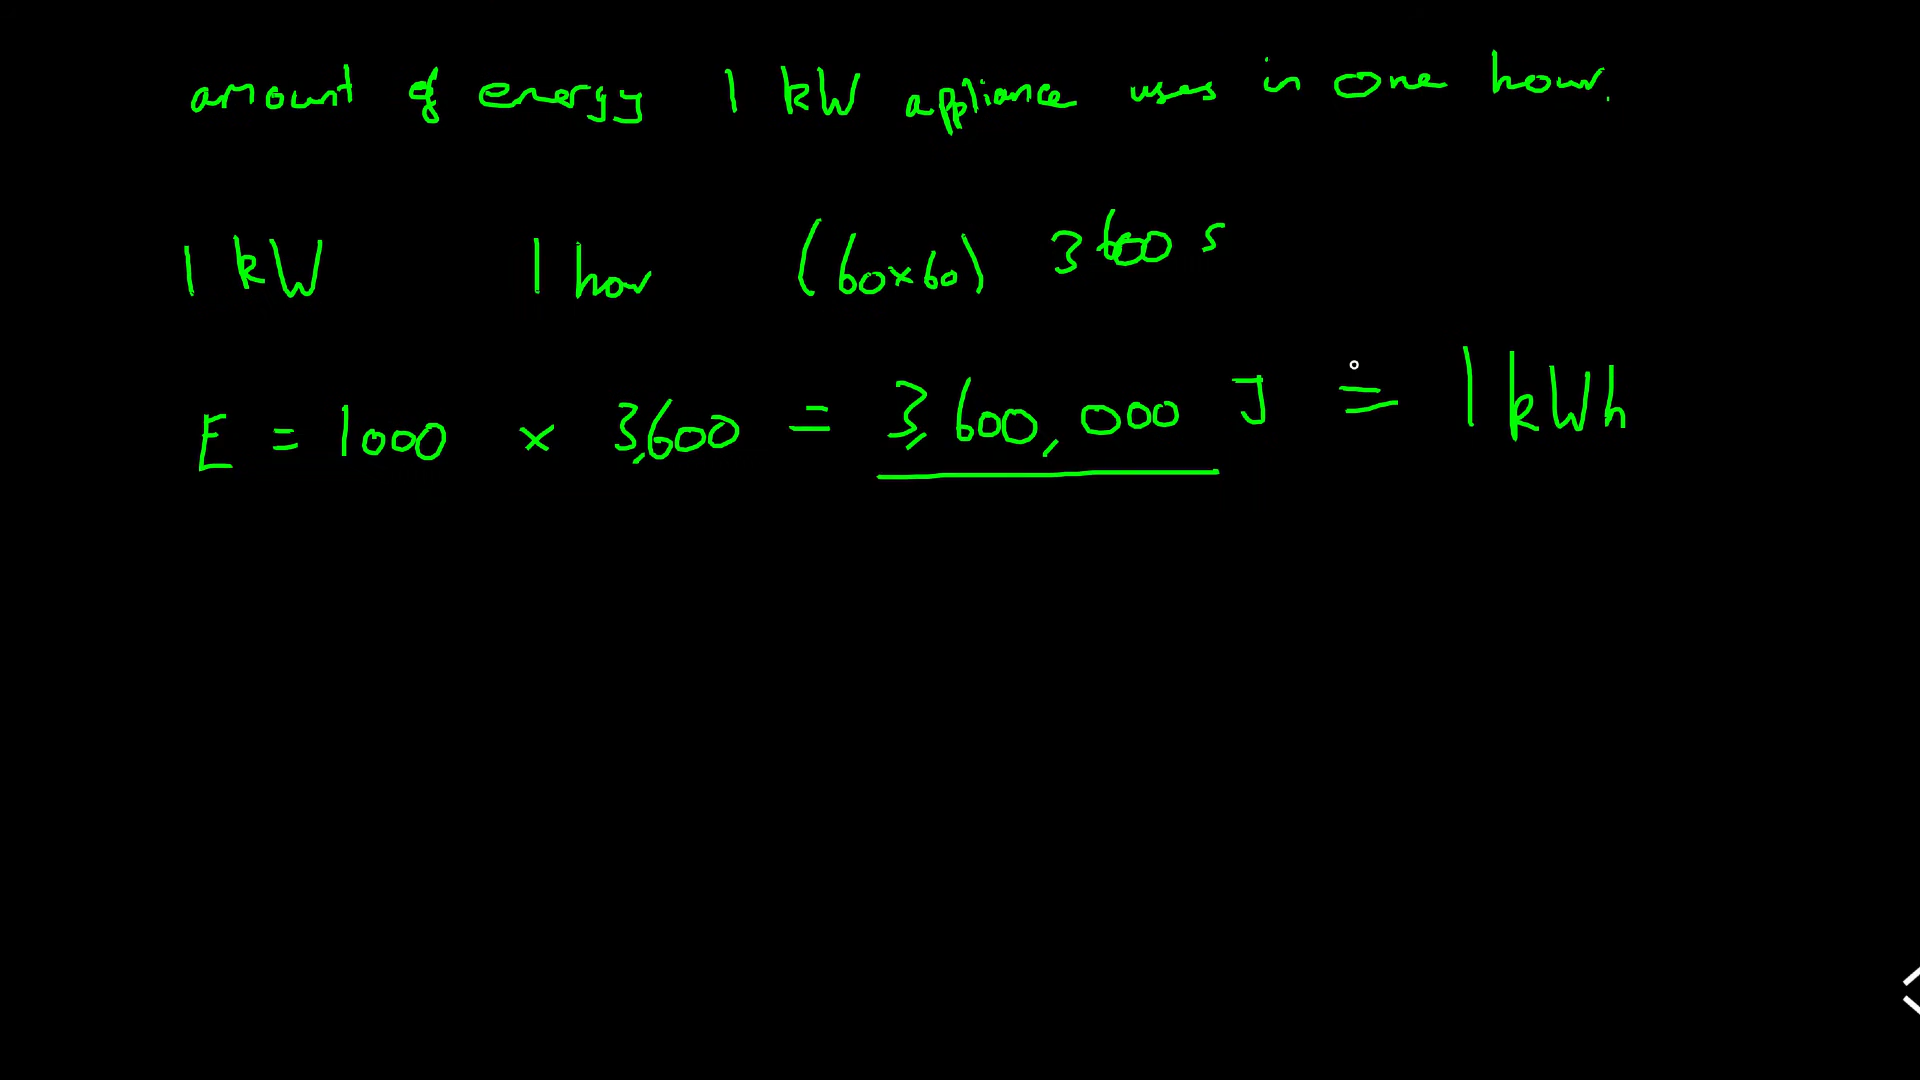 amount of energy 1 kW appliance uses in one hour.
1 kW 1 hour (60×60) 3600 s
E = 1000 × 3,600 = 3,600,000 J = 1 kWh